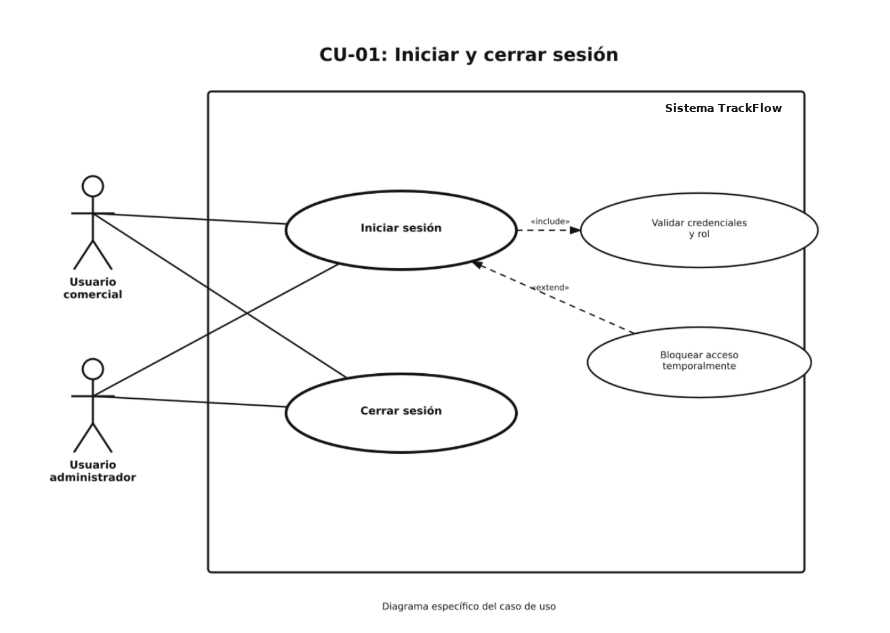 CU-01: Iniciar y cerrar sesión
Sistema TrackFlow
Iniciar sesión
«include»
Validar credenciales
y rol
Usuario
comercial
«extend»
Bloquear acceso
temporalmente
Cerrar sesión
Usuario
administrador
Diagrama específico del caso de uso